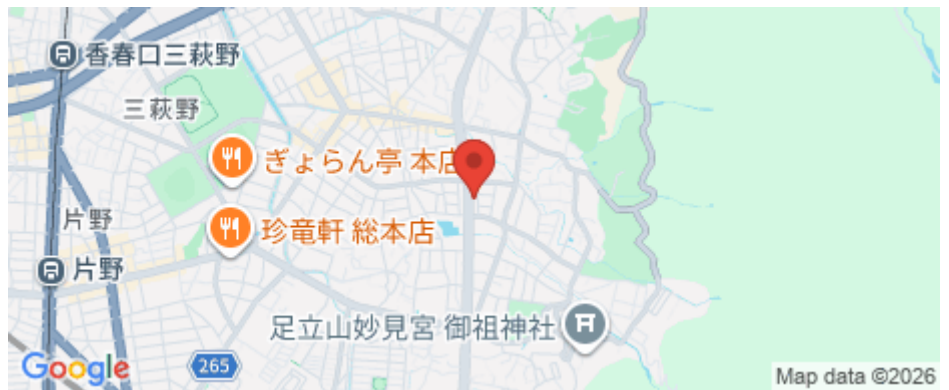 香春口三萩野
三萩野
ぎょらん亭 本店
片野
珍竜軒 総本店
片野
足立山妙見宮 御祖神社
265
Google
Map data ©2026